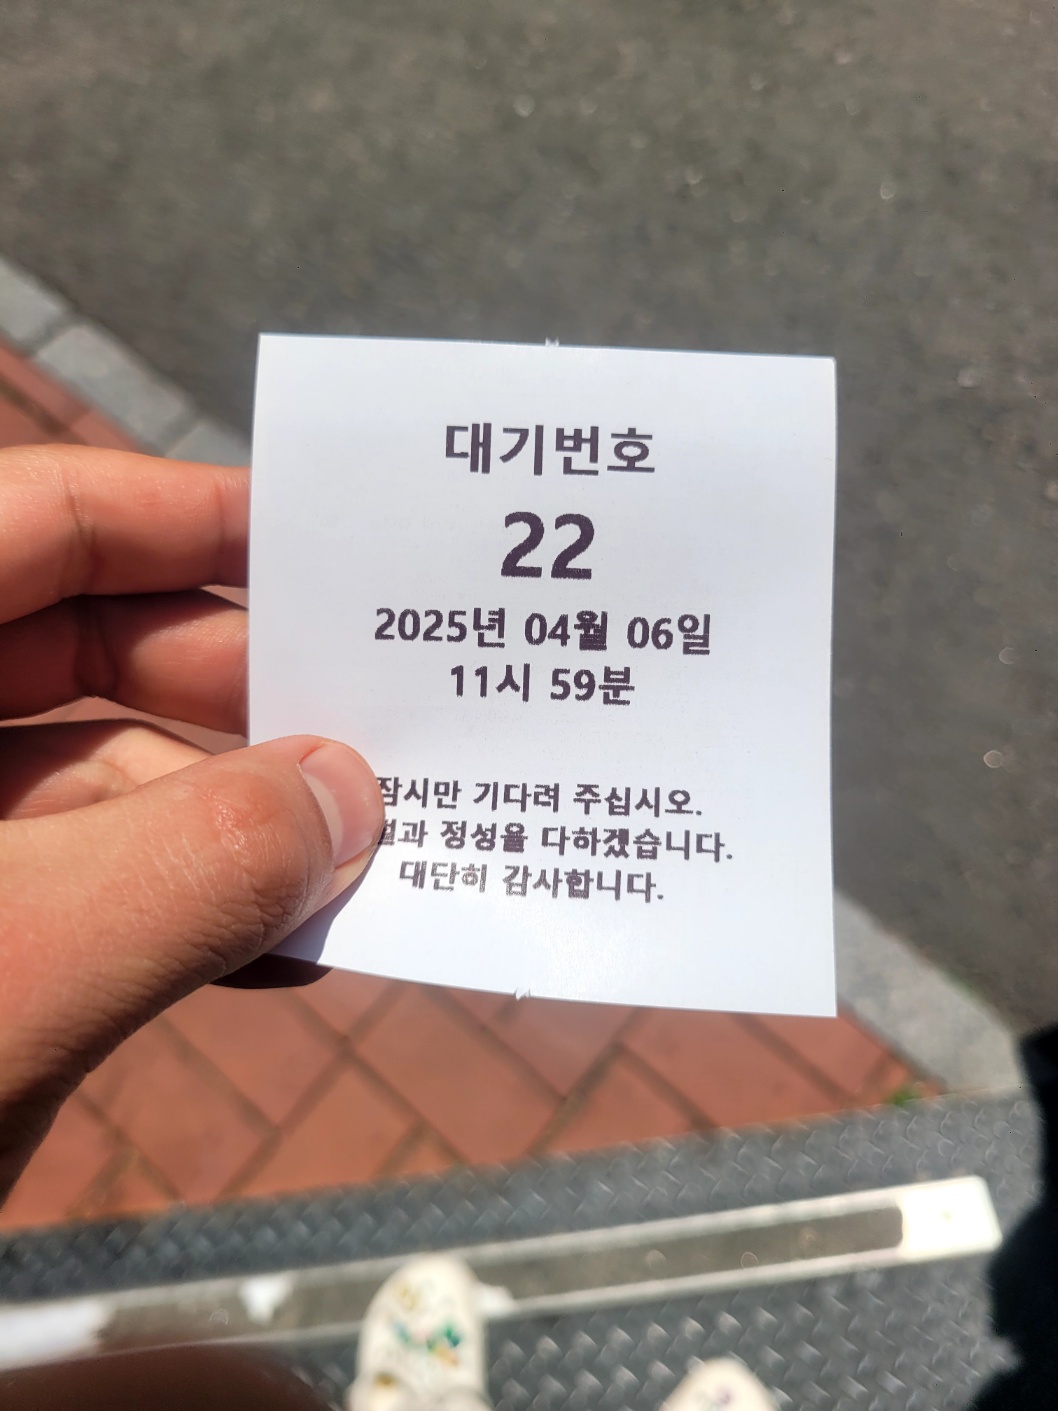 대기번호
22
2025년 04월 06일
11시 59분
잠시만 기다려 주십시오.
정성을 다하겠습니다.
대단히 감사합니다.